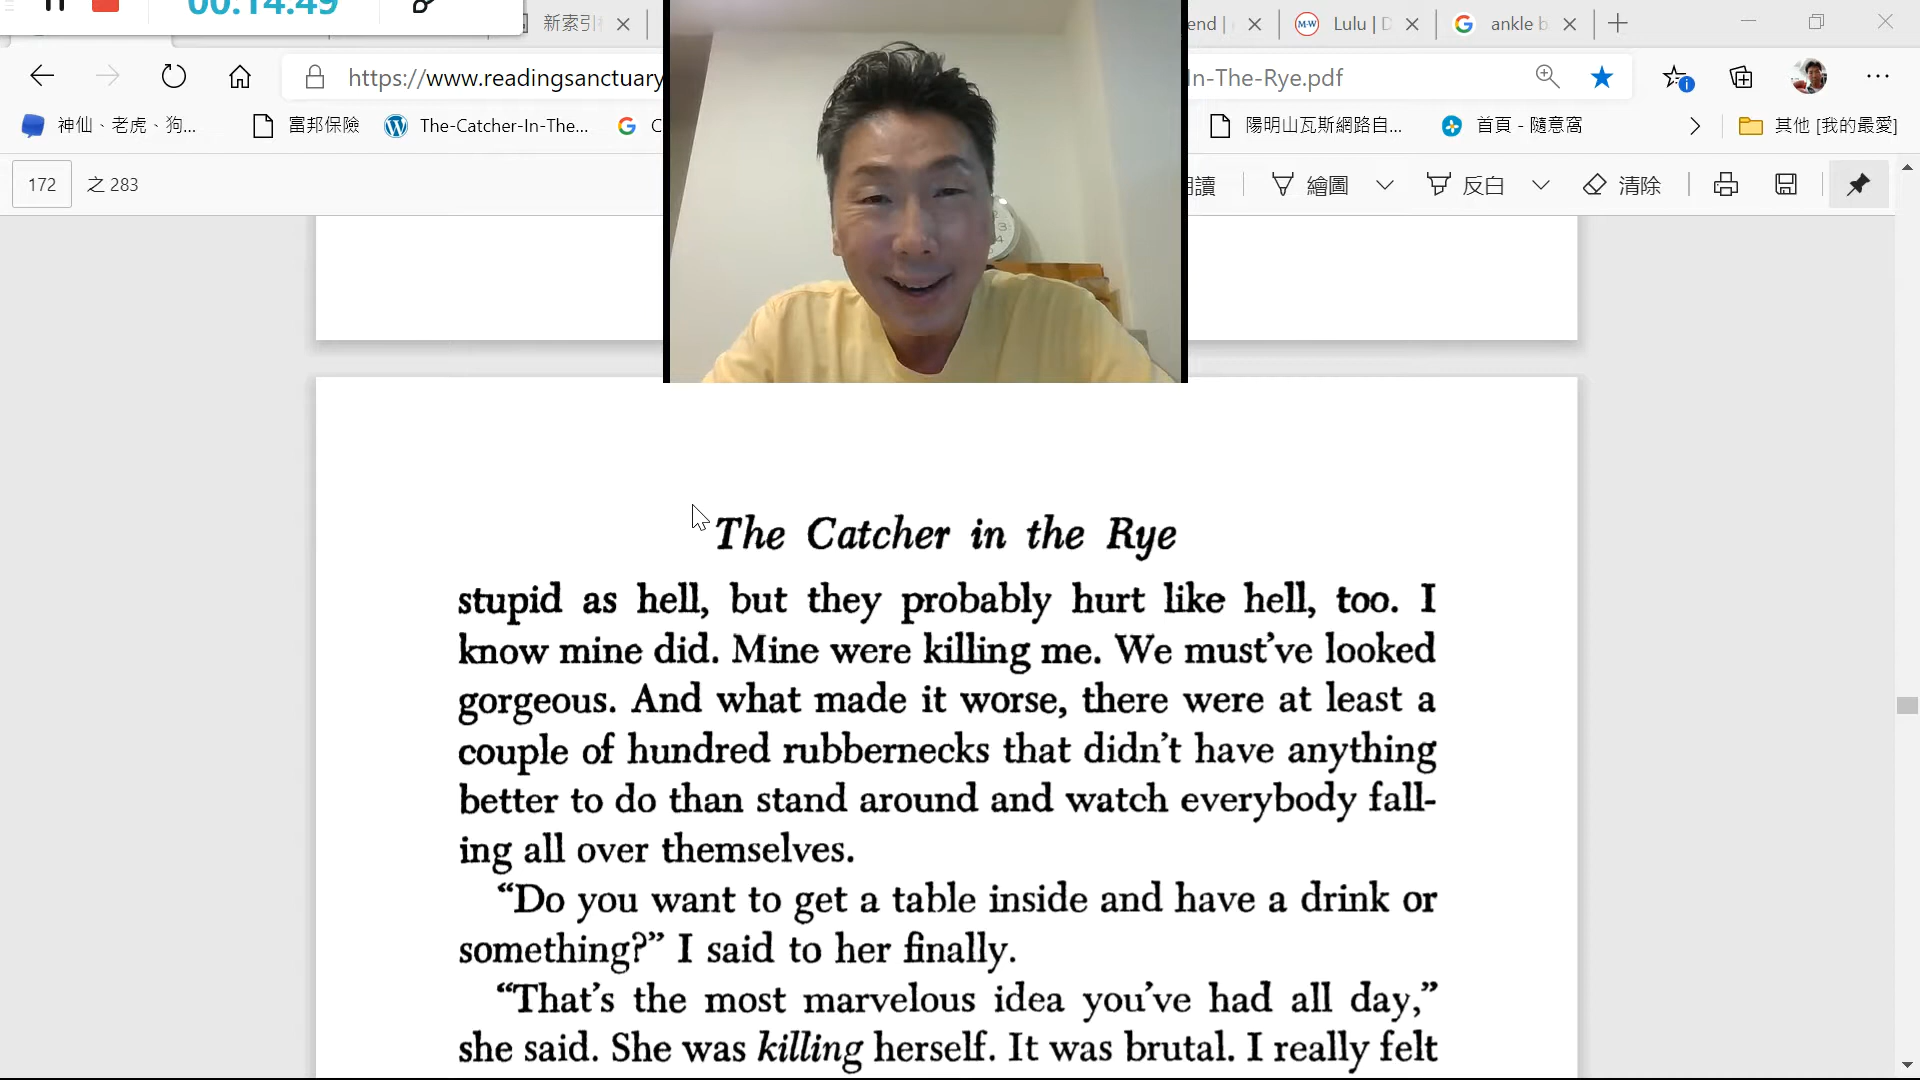 00:14:49
新索引
end |
Lulu | D
ankle b
https://www.readingsanctuary
In-The-Rye.pdf
神仙、老虎、狗...
富邦保險
The-Catcher-In-The...
陽明山瓦斯網路自...
首頁 - 隨意窩
其他 [我的最愛]
172 之 283
讀
繪圖
反白
清除
The Catcher in the Rye
stupid as hell, but they probably hurt like hell, too. I
know mine did. Mine were killing me. We must've looked
gorgeous. And what made it worse, there were at least a
couple of hundred rubbernecks that didn't have anything
better to do than stand around and watch everybody fall-
ing all over themselves.
“Do you want to get a table inside and have a drink or
something?” I said to her finally.
“That's the most marvelous idea you've had all day,”
she said. She was killing herself. It was brutal. I really felt